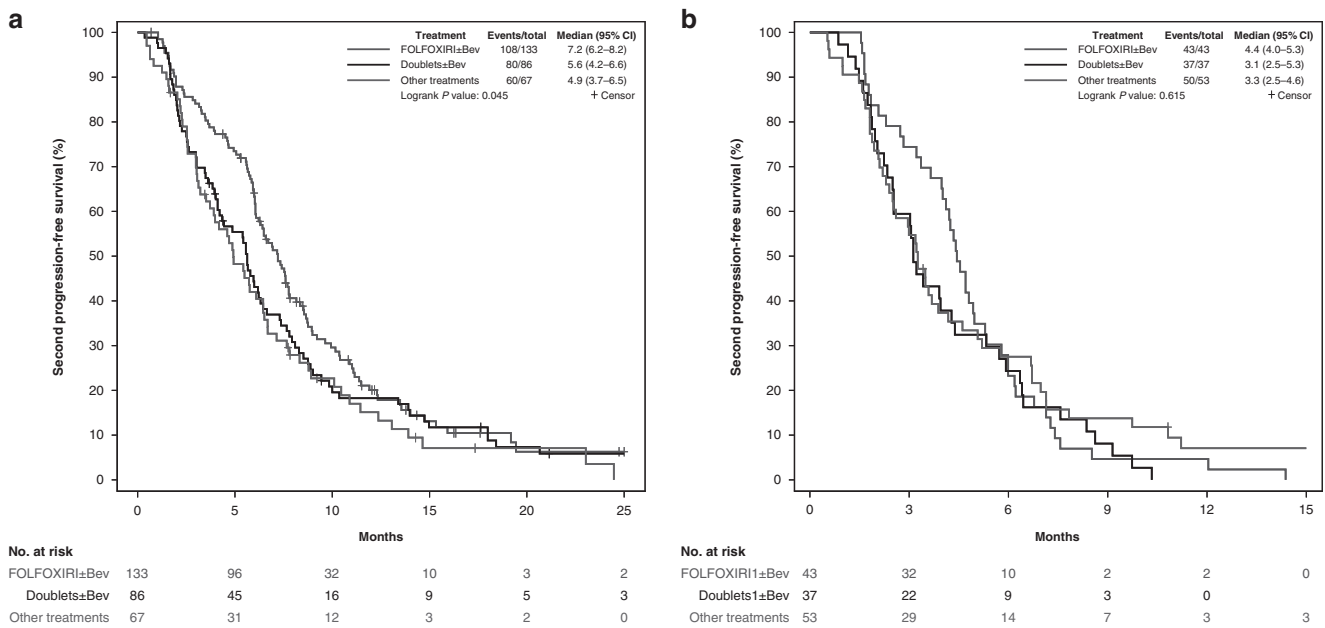 a
Second progression-free survival (%)
100
90
80
70
60
50
40
30
20
10
0
Treatment Events/total Median (95% CI)
FOLFOXIRI±Bev 108/133 7.2 (6.2–8.2)
Doublets±Bev 80/86 5.6 (4.2–6.6)
Other treatments 60/67 4.9 (3.7–6.5)
Logrank P value: 0.045 + Censor
0 5 10 15 20 25
Months
No. at risk
FOLFOXIRI±Bev 133 96 32 10 3 2
Doublets±Bev 86 45 16 9 5 3
Other treatments 67 31 12 3 2 0
b
Second progression-free survival (%)
100
90
80
70
60
50
40
30
20
10
0
Treatment Events/total Median (95% CI)
FOLFOXIRI±Bev 43/43 4.4 (4.0–5.3)
Doublets±Bev 37/37 3.1 (2.5–5.3)
Other treatments 50/53 3.3 (2.5–4.6)
Logrank P value: 0.615 + Censor
0 3 6 9 12 15
Months
No. at risk
FOLFOXIRI1±Bev 43 32 10 2 2 0
Doublets1±Bev 37 22 9 3 0
Other treatments 53 29 14 7 3 3